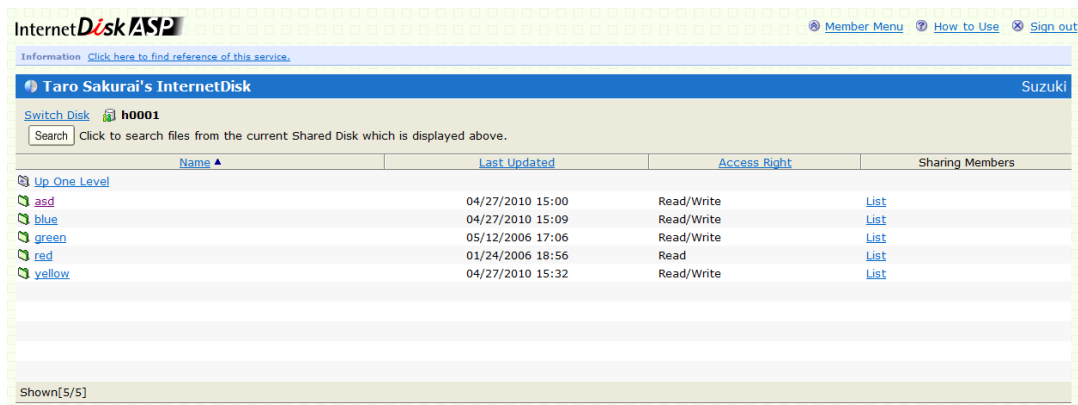 InternetDisk ASP Member Menu How to Use Sign out
Information Click here to find reference of this service.
Taro Sakurai's InternetDisk Suzuki
Switch Disk h0001
Search Click to search files from the current Shared Disk which is displayed above.
Name Last Updated Access Right Sharing Members
Up One Level
asd 04/27/2010 15:00 Read/Write List
blue 04/27/2010 15:09 Read/Write List
green 05/12/2006 17:06 Read/Write List
red 01/24/2006 18:56 Read List
yellow 04/27/2010 15:32 Read/Write List
Shown[5/5]